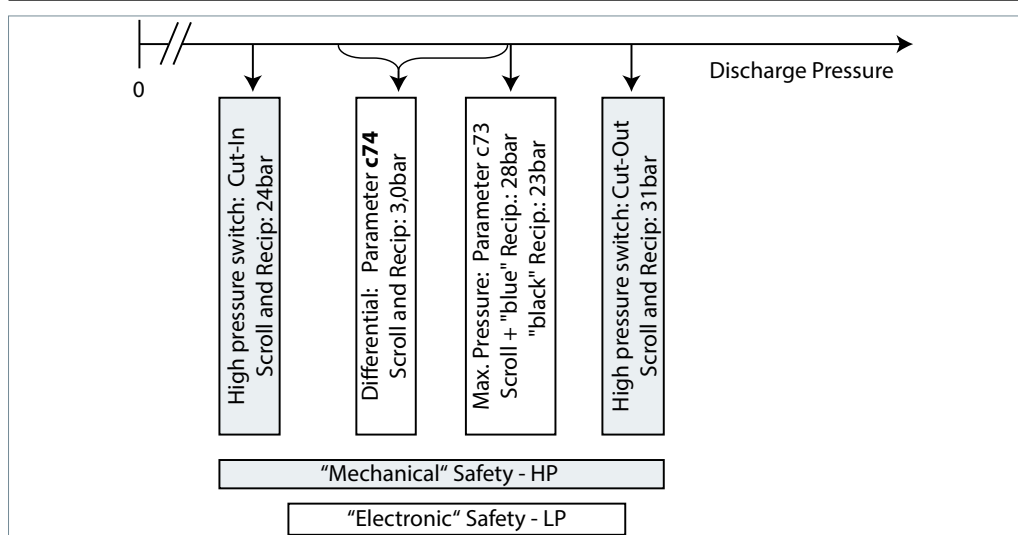 0
Discharge Pressure
High pressure switch: Cut-In
Scroll and Recip: 24bar
Differential: Parameter c74
Scroll and Recip: 3,0bar
Max. Pressure: Parameter c73
Scroll + "blue" Recip.: 28bar
"black" Recip.: 23bar
High pressure switch: Cut-Out
Scroll and Recip: 31bar
“Mechanical“ Safety - HP
“Electronic“ Safety - LP